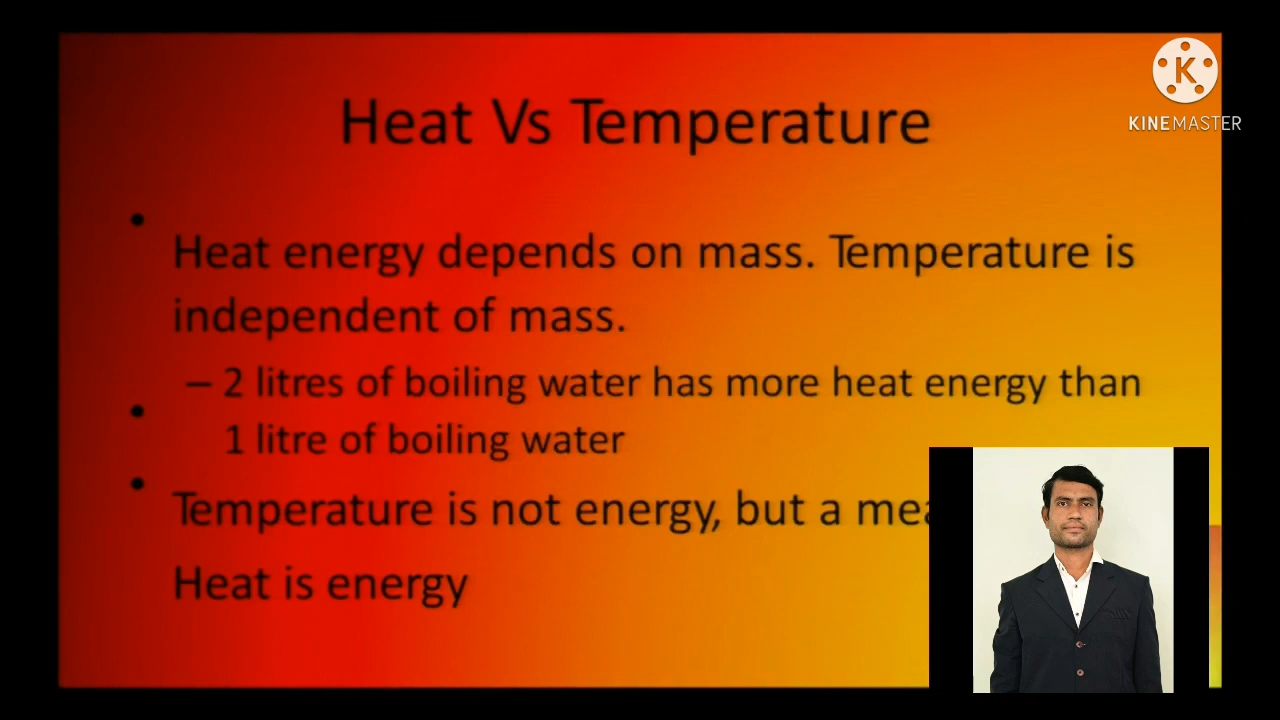 Heat Vs Temperature
KINEMASTER
• Heat energy depends on mass. Temperature is
independent of mass.
– 2 litres of boiling water has more heat energy than
1 litre of boiling water
• Temperature is not energy, but a
• Heat is energy